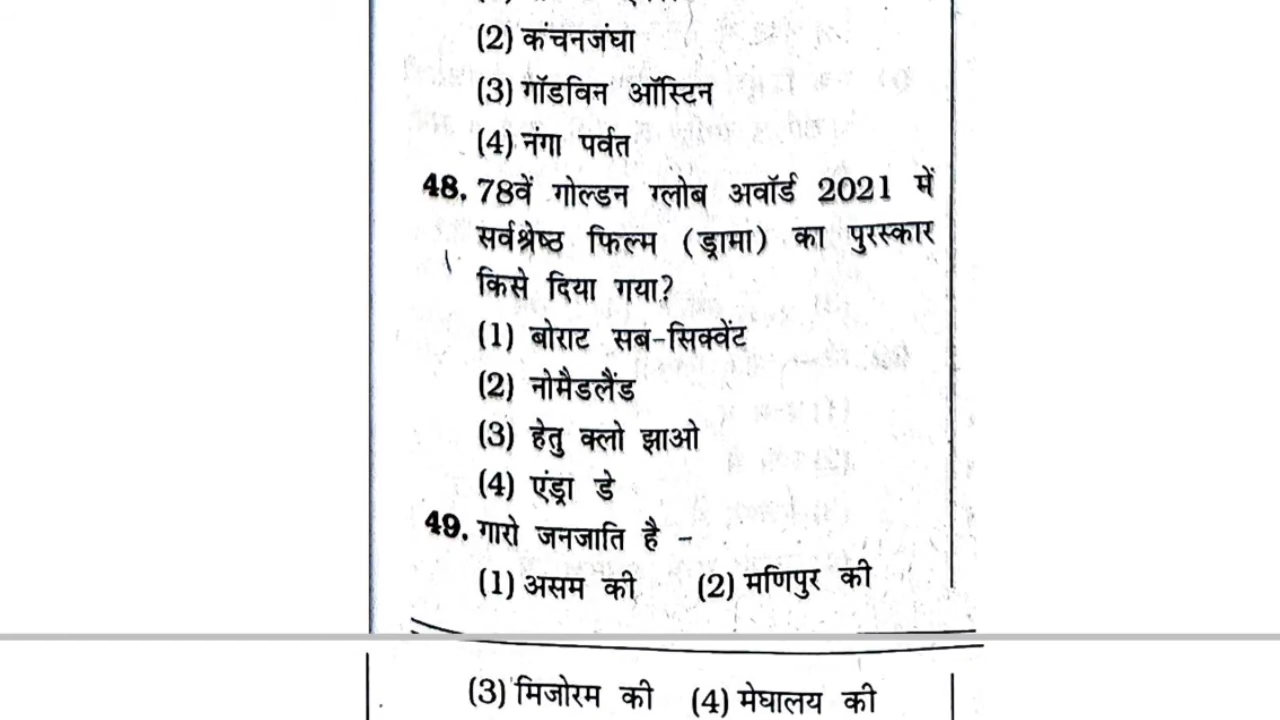 (2) कंचनजंघा
(3) गॉडविन ऑस्टिन
(4) नंगा पर्वत
48. 78वें गोल्डन ग्लोब अवॉर्ड 2021 में
सर्वश्रेष्ठ फिल्म (ड्रामा) का पुरस्कार
किसे दिया गया?
(1) बोराट सब-सिक्वेंट
(2) नोमैडलैंड
(3) हेतु क्लो झाओ
(4) एंड्रा डे
49. गारो जनजाति है -
(1) असम की (2) मणिपुर की
(3) मिजोरम की (4) मेघालय की